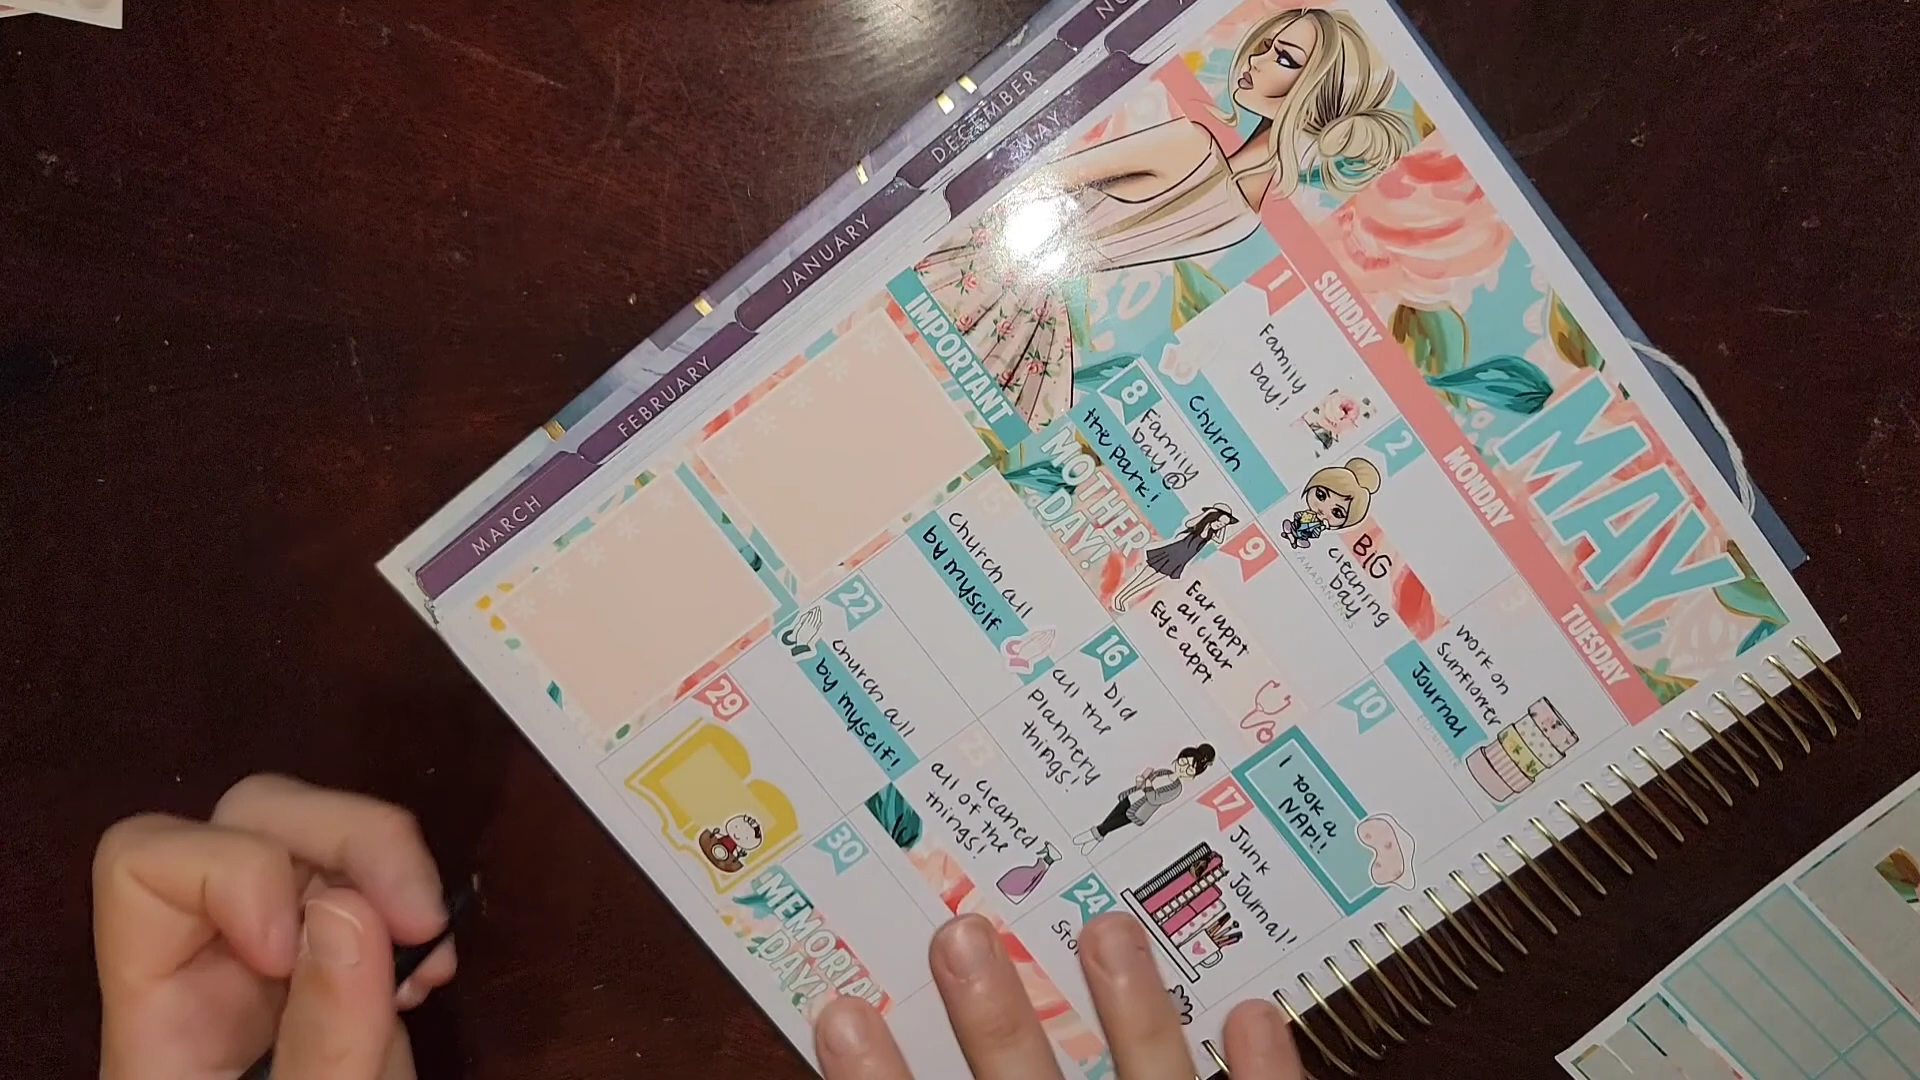 NO
DECEMBER
MAY
JANUARY
FEBRUARY
MARCH
MAY
SUNDAY
MONDAY
TUESDAY
IMPORTANT
1
Family
Day!
Church
2
BIG
cleaning
Day!
3
work on
Sunflower
Journal
8
Family
Day @
the park!
MOTHER
DAY!
9
Ear appt
all clear
Eye appt
10
I took a
NAP!!
15
Church all
by myself
16
Did
all the
plannery
things!
17
Junk
Journal!
22
church all
by myself!
23
cleaned
all of the
things!
24
29
30
MEMORIAL
DAY!